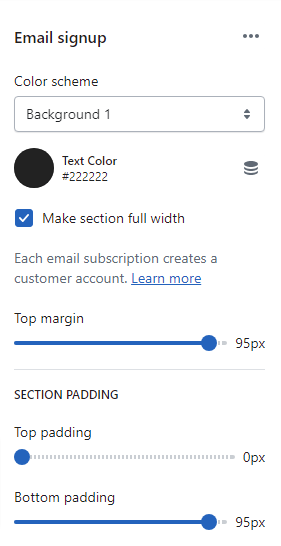 Email signup
Color scheme
Background 1
Text Color
#222222
Make section full width
Each email subscription creates a
customer account. Learn more
Top margin
95px
SECTION PADDING
Top padding
0px
Bottom padding
95px